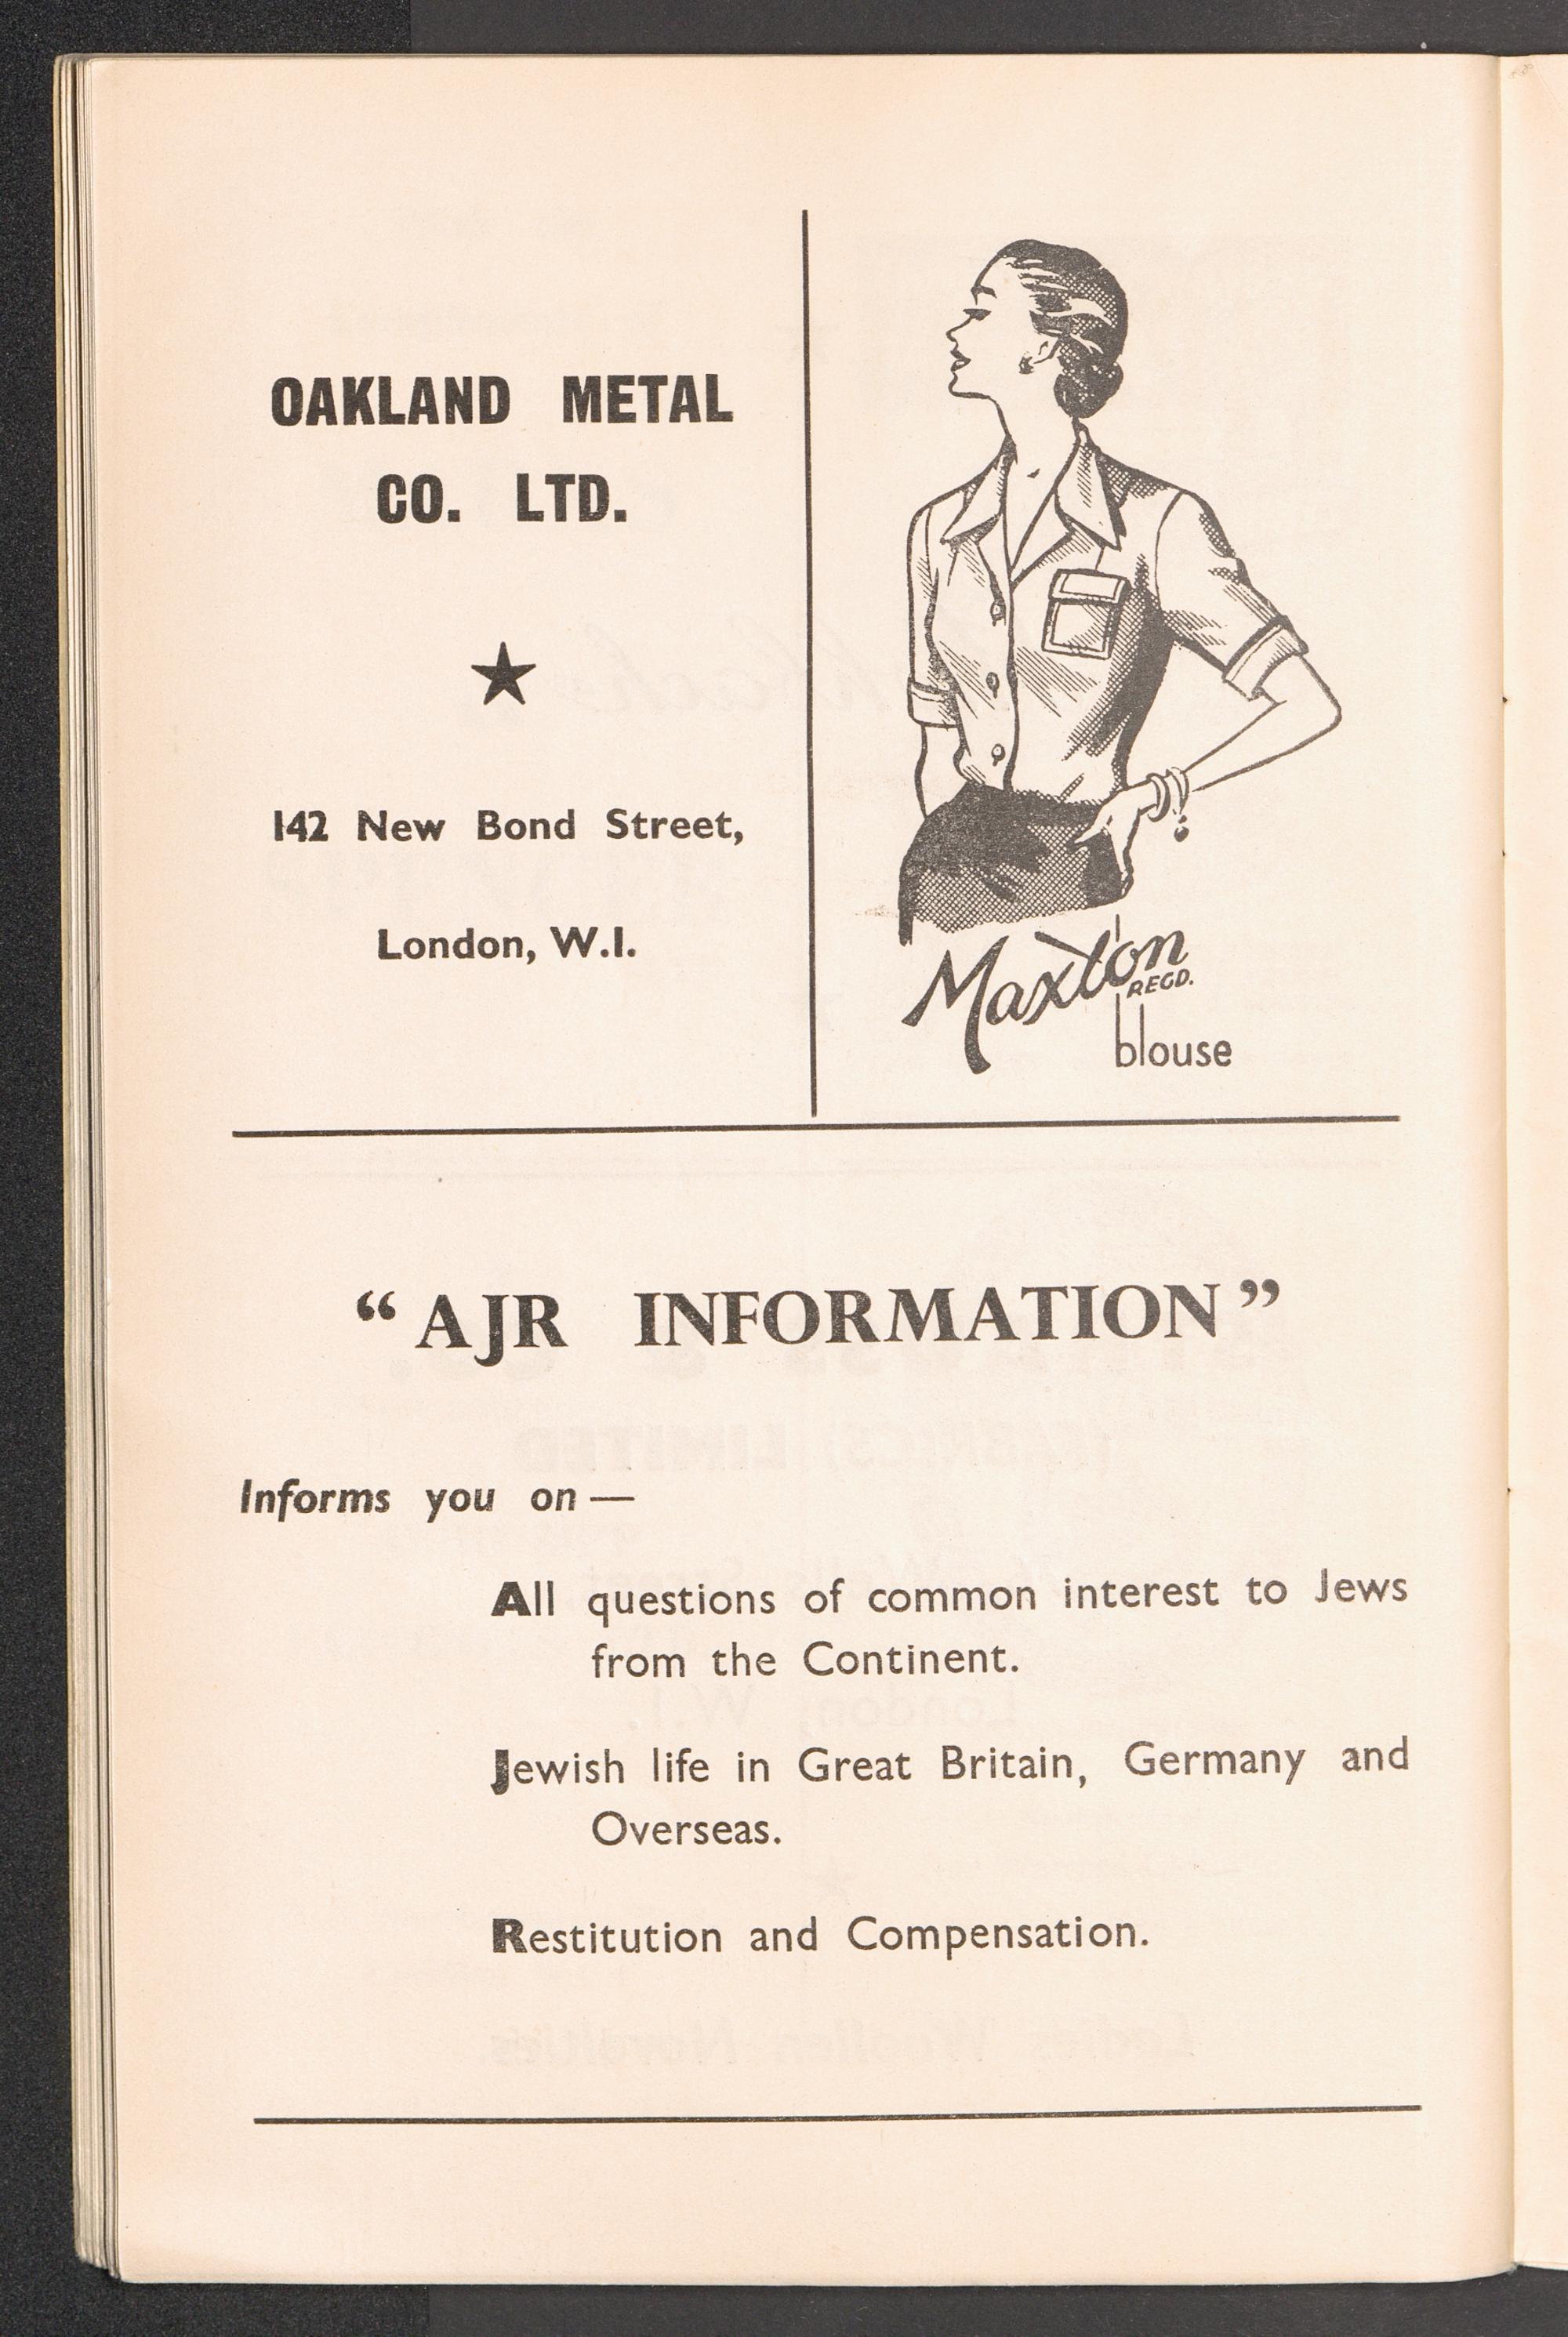 OAKLAND METAL
CO. LTD.
142 New Bond Street,
London, W.I.
Maxton
REGD.
blouse
“AJR INFORMATION”
Informs you on—
All questions of common interest to Jews
from the Continent.
Jewish life in Great Britain, Germany and
Overseas.
Restitution and Compensation.